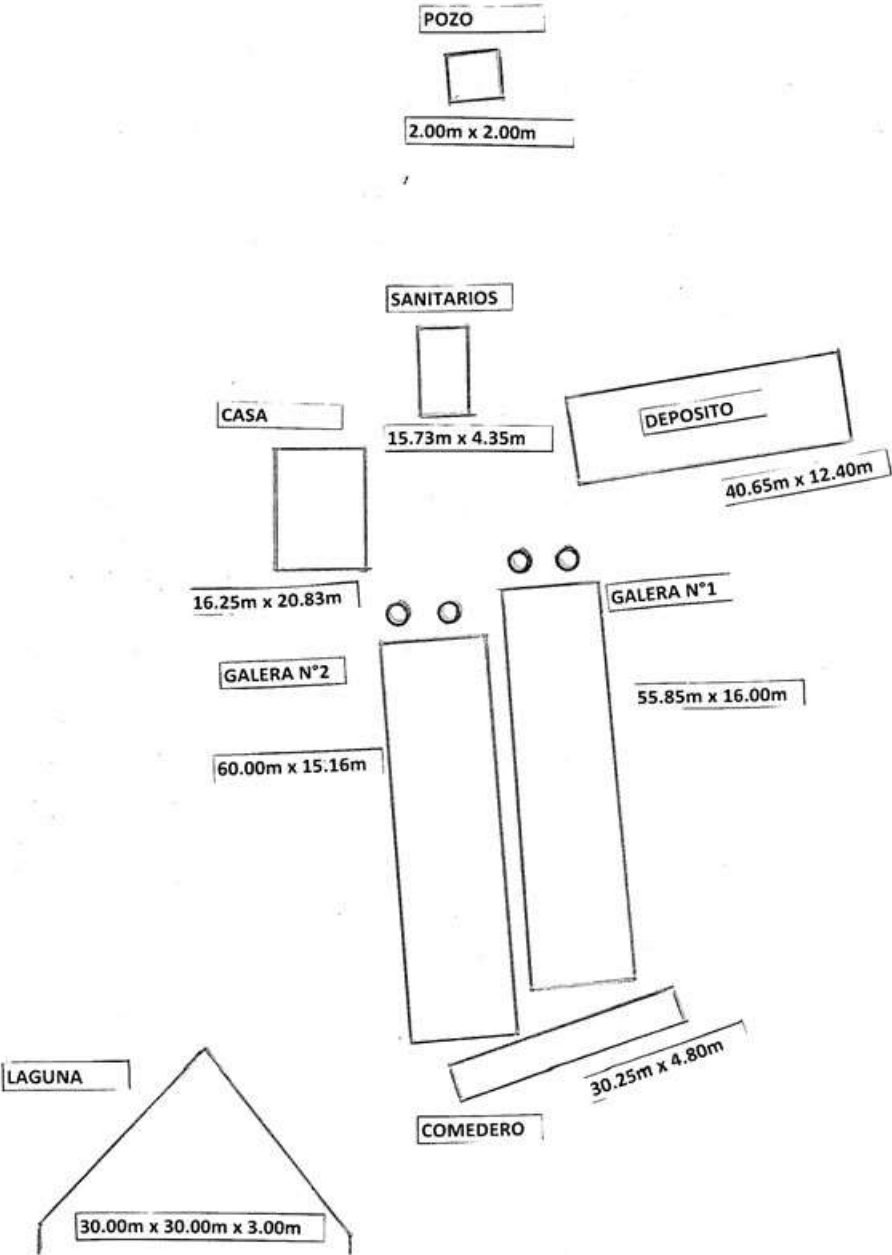 POZO
2.00m x 2.00m
SANITARIOS
15.73m x 4.35m
CASA
16.25m x 20.83m
DEPOSITO
40.65m x 12.40m
GALERA N°1
55.85m x 16.00m
GALERA N°2
60.00m x 15.16m
30.25m x 4.80m
COMEDERO
LAGUNA
30.00m x 30.00m x 3.00m